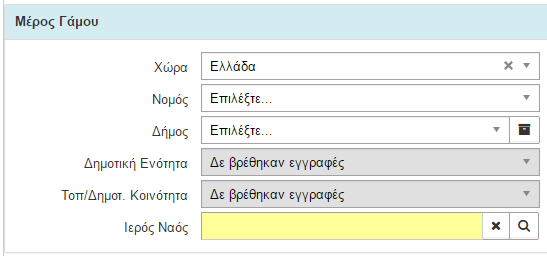 Μέρος Γάμου
Χώρα Ελλάδα
Νομός Επιλέξτε...
Δήμος Επιλέξτε...
Δημοτική Ενότητα Δε βρέθηκαν εγγραφές
Τοπ/Δημοτ. Κοινότητα Δε βρέθηκαν εγγραφές
Ιερός Ναός